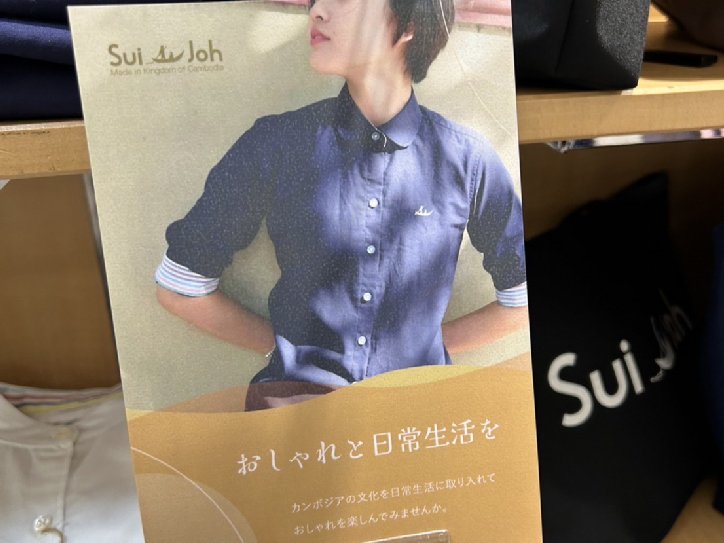 Sui Joh
Made in Kingdom of Cambodia
おしゃれと日常生活を
カンボジアの文化を日常生活に取り入れて
おしゃれを楽しんでみませんか。
Sui Joh